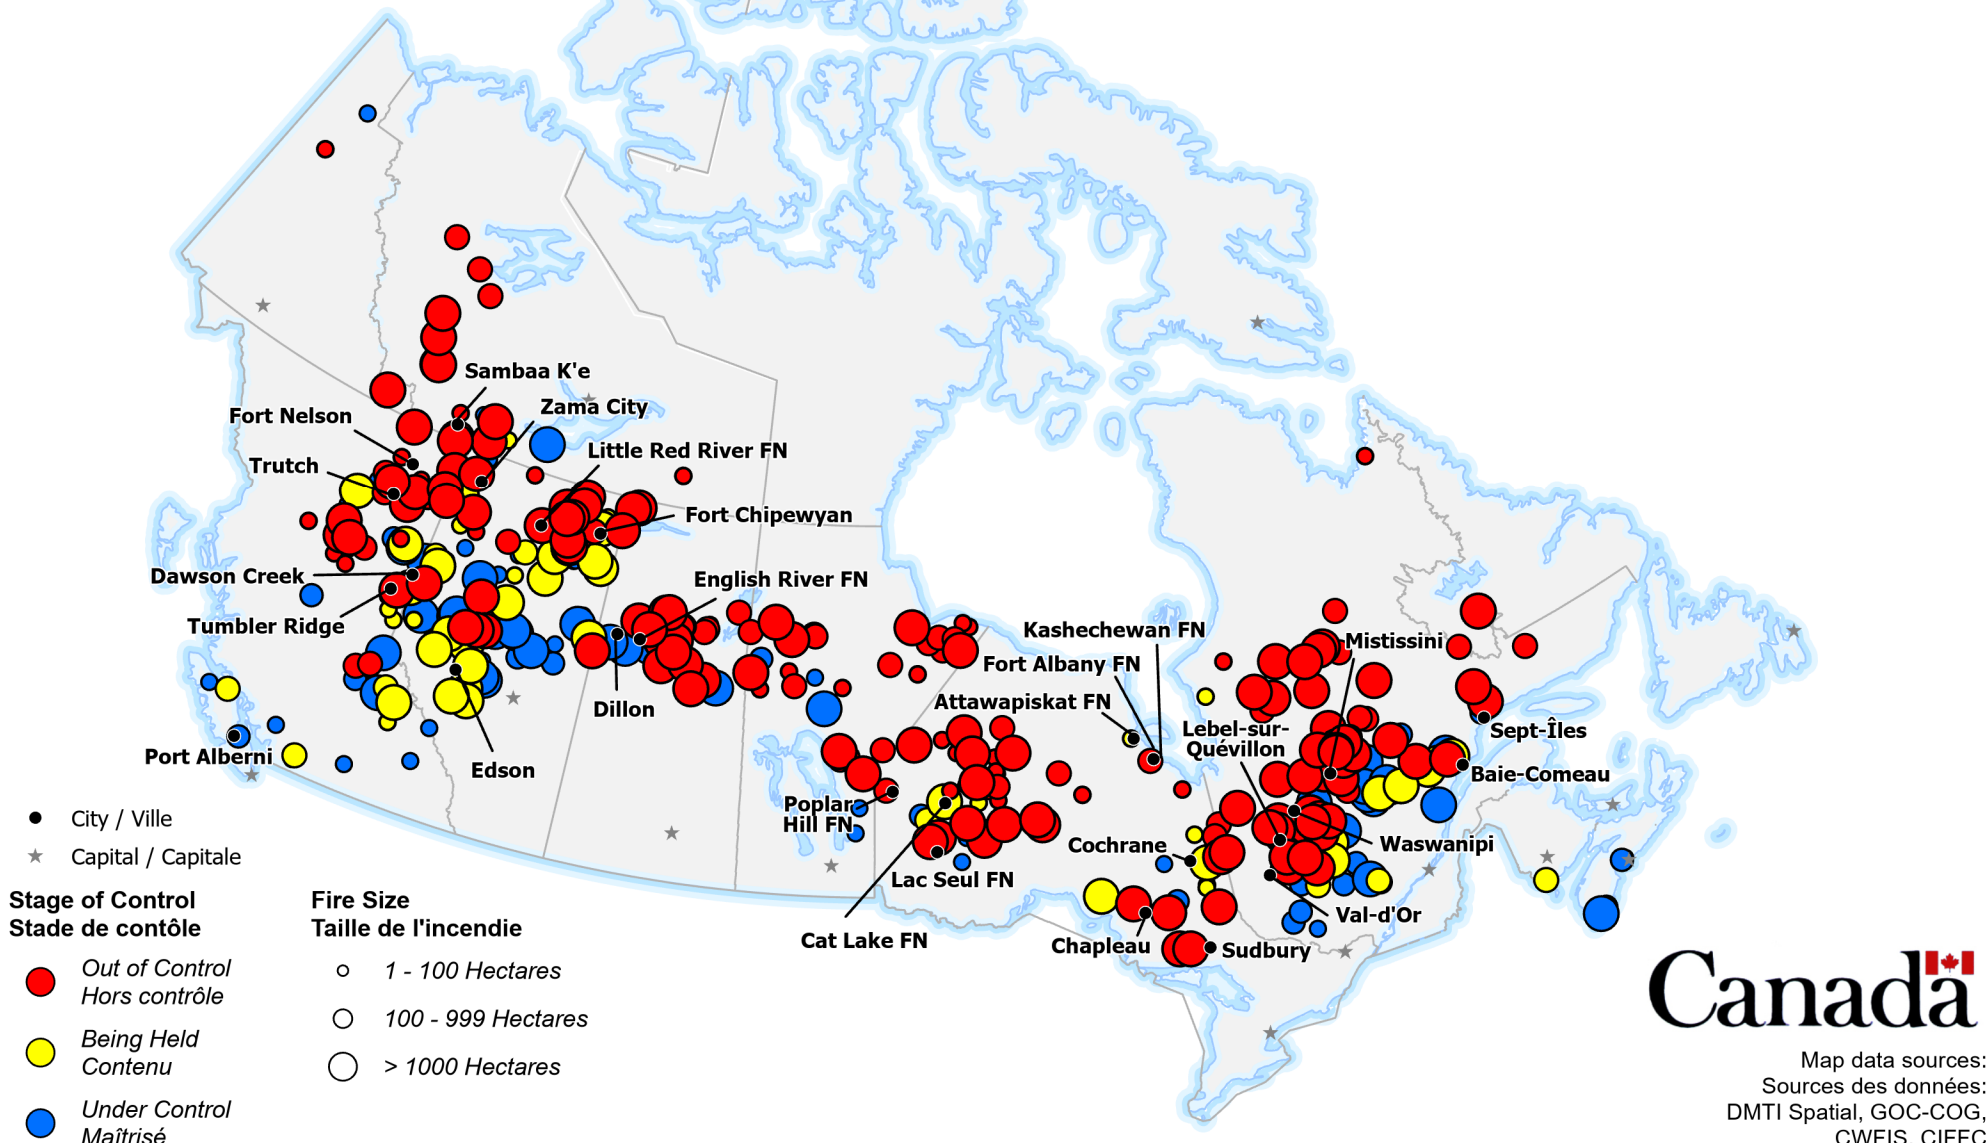 Sambaa K'e
Zama City
Fort Nelson
Little Red River FN
Trutch
Fort Chipewyan
Dawson Creek
English River FN
Tumbler Ridge
Kashechewan FN
Mistissini
Fort Albany FN
Attawapiskat FN
Dillon
Lebel-sur-
Quévillon
Sept-Îles
Port Alberni
Edson
Baie-Comeau
Poplar
Hill FN
Cochrane
Waswanipi
Lac Seul FN
Val-d'Or
Cat Lake FN
Chapleau
Sudbury
City / Ville
Capital / Capitale
Stage of Control
Stade de contôle
Out of Control
Hors contrôle
Being Held
Contenu
Under Control
Maîtrisé
Fire Size
Taille de l'incendie
1 - 100 Hectares
100 - 999 Hectares
> 1000 Hectares
Canada
Map data sources:
Sources des données:
DMTI Spatial, GOC-COG,
CWFIS, CIFFC